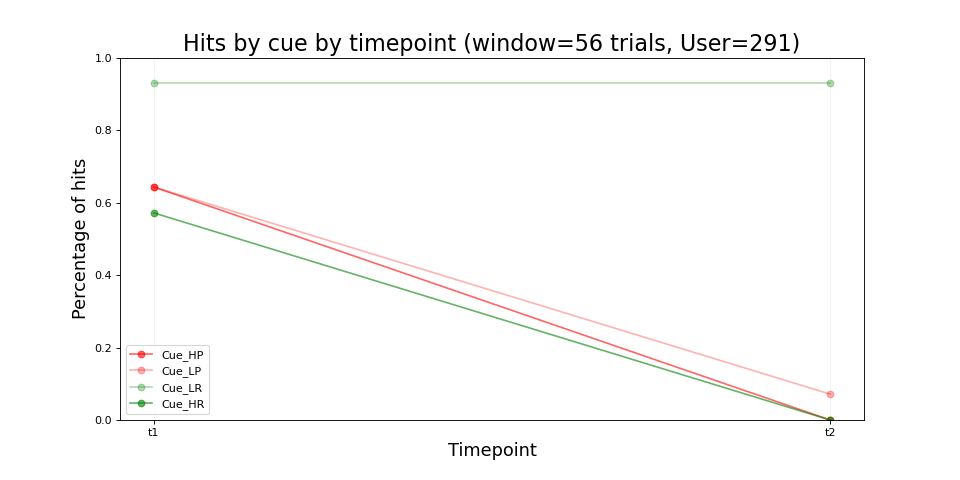 Hits by cue by timepoint (window=56 trials, User=291)
Percentage of hits
1.0
0.8
0.6
0.4
0.2
0.0
Cue_HP
Cue_LP
Cue_LR
Cue_HR
t1
t2
Timepoint